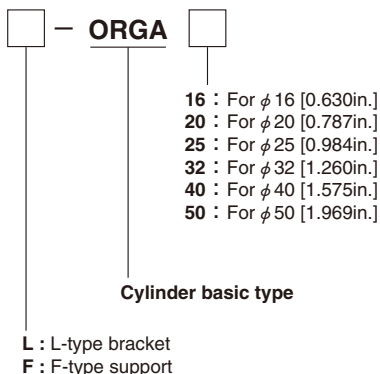 − ORGA
16 : For φ16 [0.630in.]
20 : For φ20 [0.787in.]
25 : For φ25 [0.984in.]
32 : For φ32 [1.260in.]
40 : For φ40 [1.575in.]
50 : For φ50 [1.969in.]
Cylinder basic type
L : L-type bracket
F : F-type support